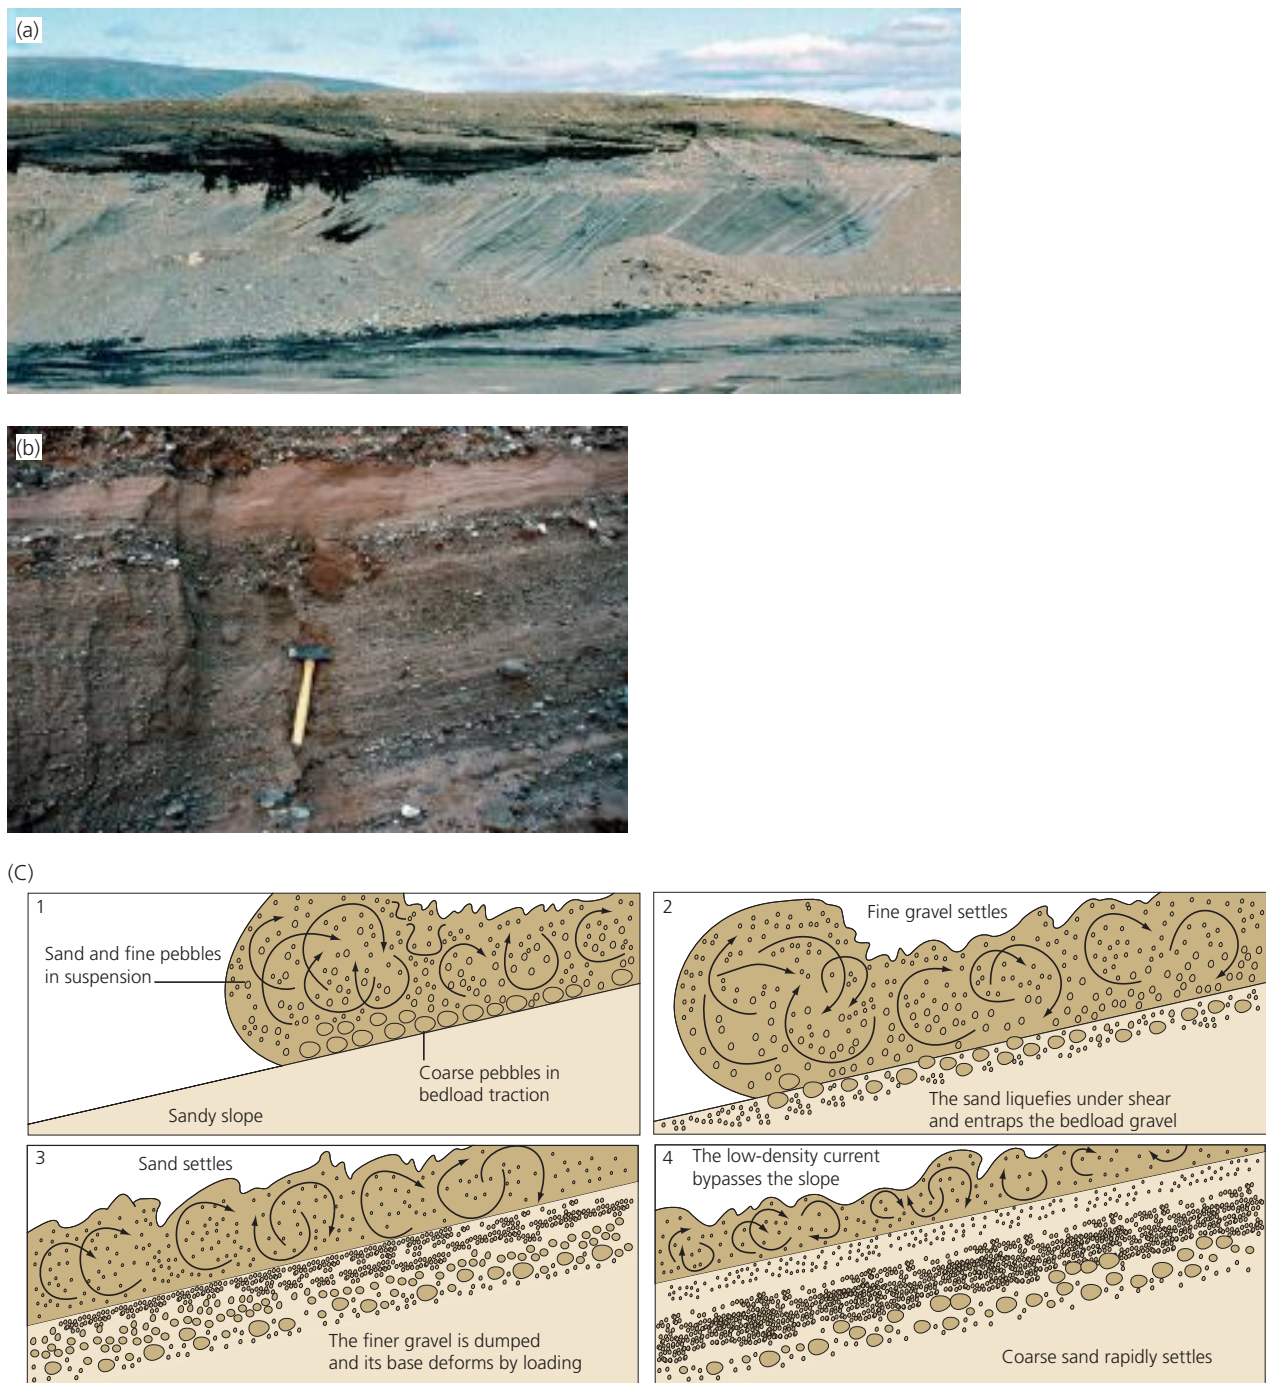 (a)
(b)
(C)
1
Sand and fine pebbles
in suspension
Coarse pebbles in
bedload traction
Sandy slope
2
Fine gravel settles
The sand liquefies under shear
and entraps the bedload gravel
3
Sand settles
The finer gravel is dumped
and its base deforms by loading
4
The low-density current
bypasses the slope
Coarse sand rapidly settles